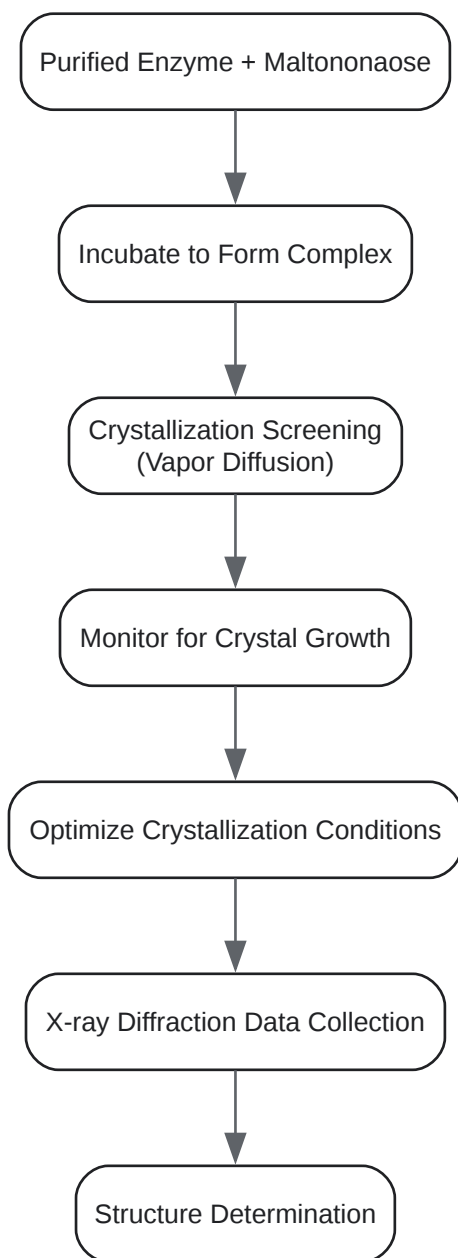 Purified Enzyme + Maltononaose
Incubate to Form Complex
Crystallization Screening
(Vapor Diffusion)
Monitor for Crystal Growth
Optimize Crystallization Conditions
X-ray Diffraction Data Collection
Structure Determination